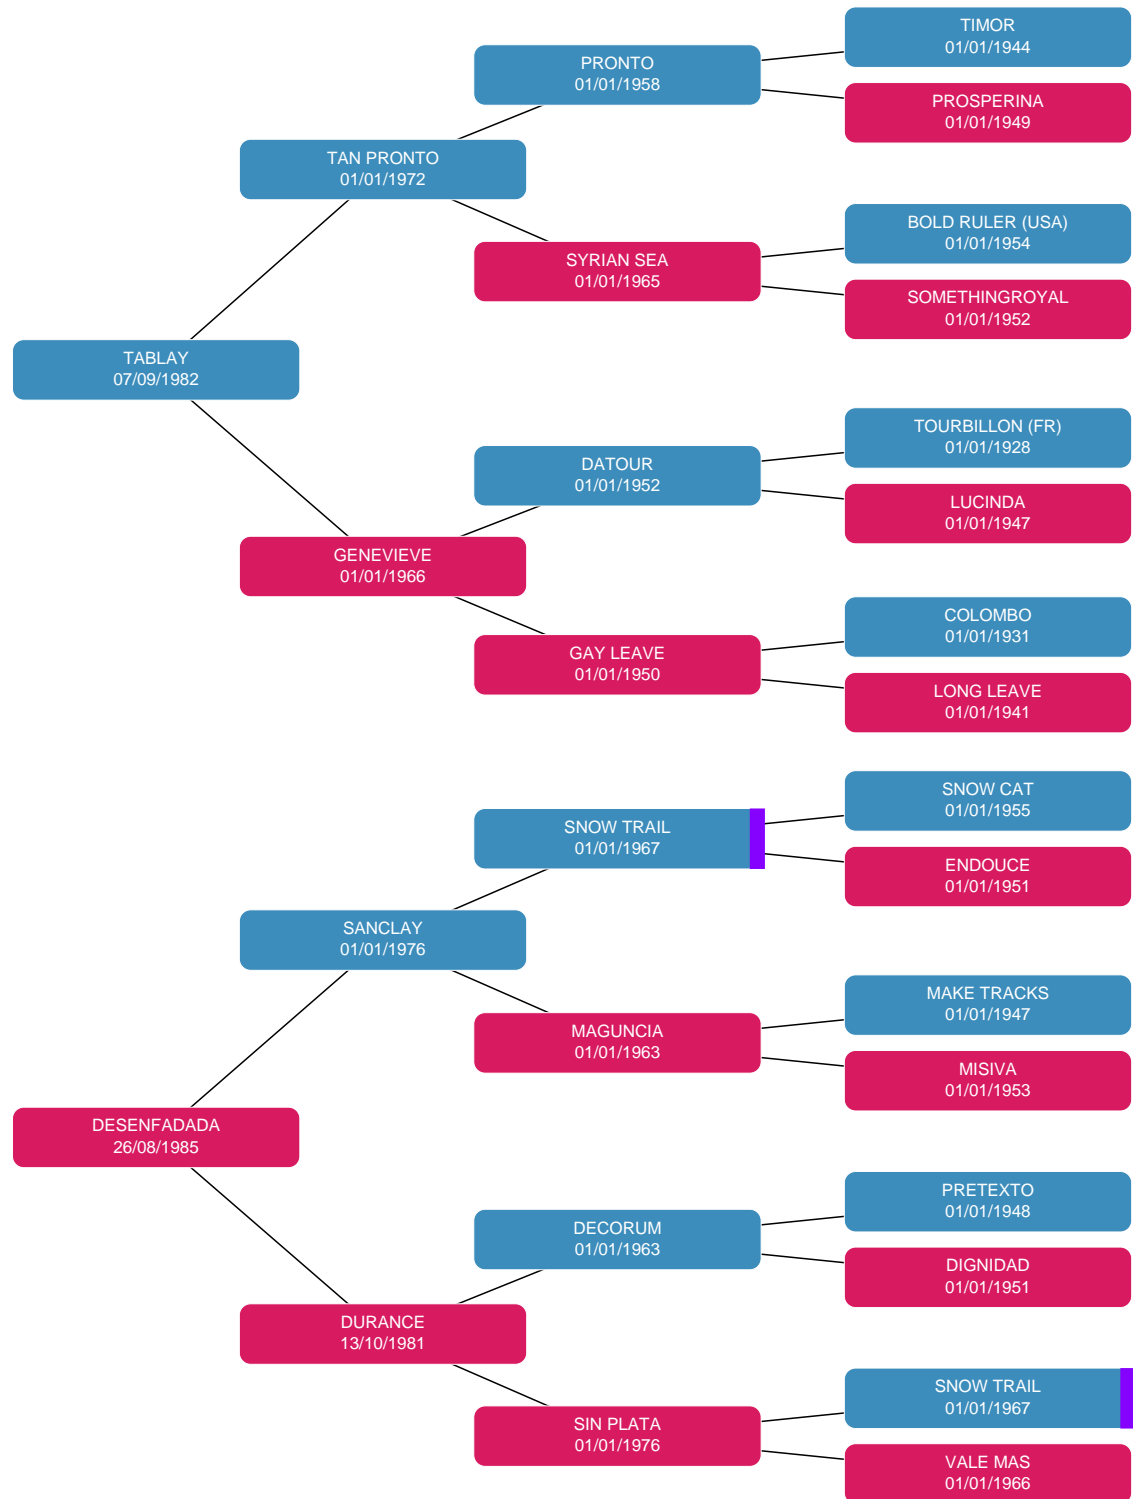 TIMOR
01/01/1944
PRONTO
01/01/1958
PROSPERINA
01/01/1949
TAN PRONTO
01/01/1972
BOLD RULER (USA)
01/01/1954
SYRIAN SEA
01/01/1965
SOMETHINGROYAL
01/01/1952
TABLAY
07/09/1982
TOURBILLON (FR)
01/01/1928
DATOUR
01/01/1952
LUCINDA
01/01/1947
GENEVIEVE
01/01/1966
COLOMBO
01/01/1931
GAY LEAVE
01/01/1950
LONG LEAVE
01/01/1941
SNOW CAT
01/01/1955
SNOW TRAIL
01/01/1967
ENDOUCE
01/01/1951
SANCLAY
01/01/1976
MAKE TRACKS
01/01/1947
MAGUNCIA
01/01/1963
MISIVA
01/01/1953
DESENFADADA
26/08/1985
PRETEXTO
01/01/1948
DECORUM
01/01/1963
DIGNIDAD
01/01/1951
DURANCE
13/10/1981
SNOW TRAIL
01/01/1967
SIN PLATA
01/01/1976
VALE MAS
01/01/1966